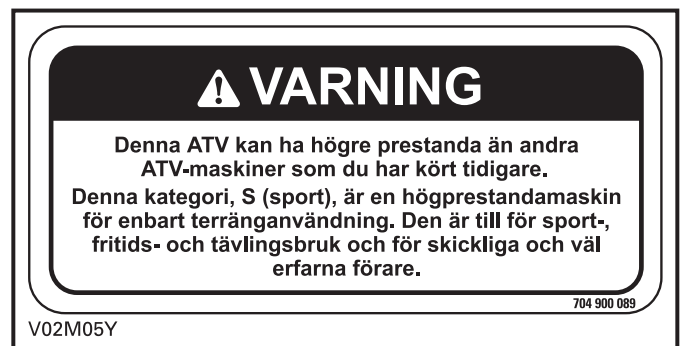 VARNING
Denna ATV kan ha högre prestanda än andra
ATV-maskiner som du har kört tidigare.
Denna kategori, S (sport), är en högprestandamaskin
för enbart terränganvändning. Den är till för sport-,
fritids- och tävlingsbruk och för skickliga och väl
erfarna förare.
704 900 089
V02M05Y